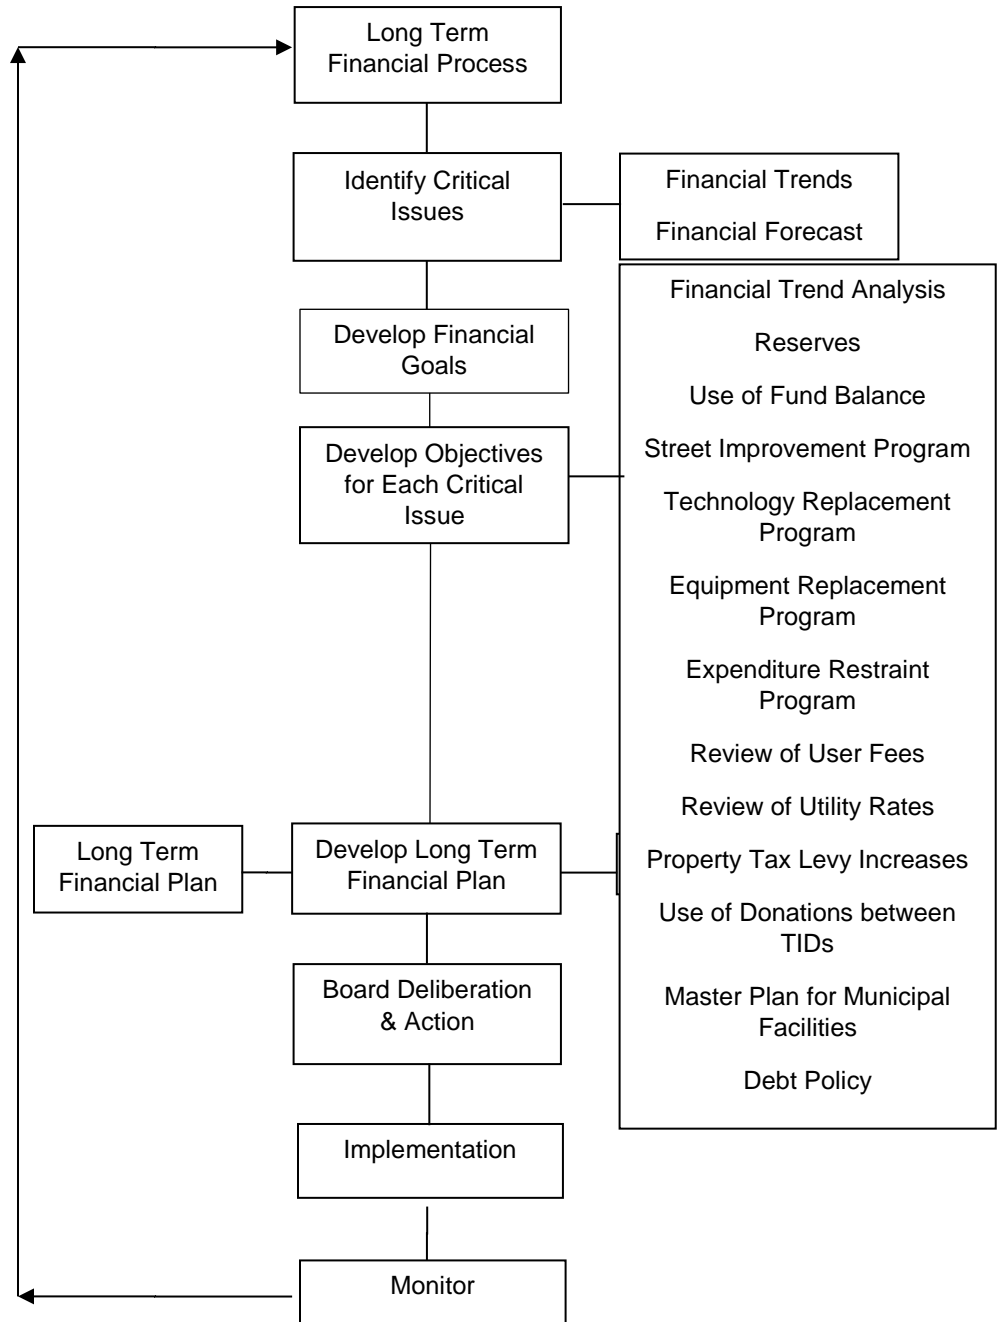 Long Term
Financial Process
Identify Critical
Issues
Financial Trends
Financial Forecast
Develop Financial
Goals
Develop Objectives
for Each Critical
Issue
Financial Trend Analysis
Reserves
Use of Fund Balance
Street Improvement Program
Technology Replacement
Program
Equipment Replacement
Program
Expenditure Restraint
Program
Review of User Fees
Review of Utility Rates
Property Tax Levy Increases
Use of Donations between
TIDs
Master Plan for Municipal
Facilities
Debt Policy
Long Term
Financial Plan
Develop Long Term
Financial Plan
Board Deliberation
& Action
Implementation
Monitor